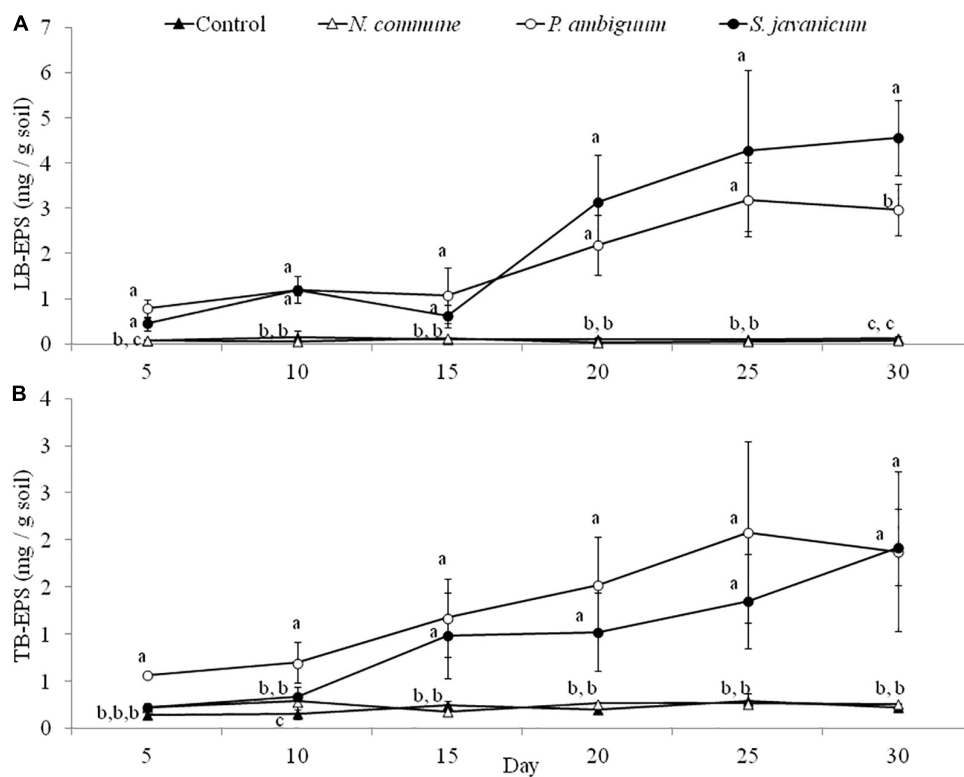 A
Control N. commune P. ambiguum S. javanicum
7
6
5
4
3
2
1
0
LB-EPS (mg / g soil)
a
a
b, c
a
a
b, b
a
a
b, b
a
a
b, b
a
a
b, b
a
b
c, c
5 10 15 20 25 30
B
4
3
3
2
2
1
1
0
TB-EPS (mg / g soil)
a
b,b,b
a
b, b
c
a
a
b, b
a
a
b, b
a
a
b, b
a
a
b, b
5 10 15 20 25 30
Day